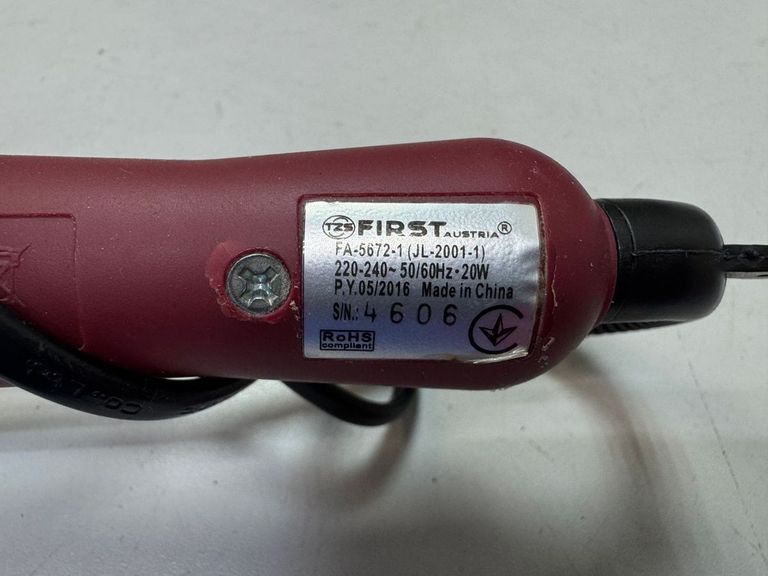 TZS FIRST AUSTRIA ®
FA-5672-1 (JL-2001-1)
220-240~ 50/60Hz·20W
P.Y.05/2016 Made in China
S/N.: 4606
RoHS
compliant